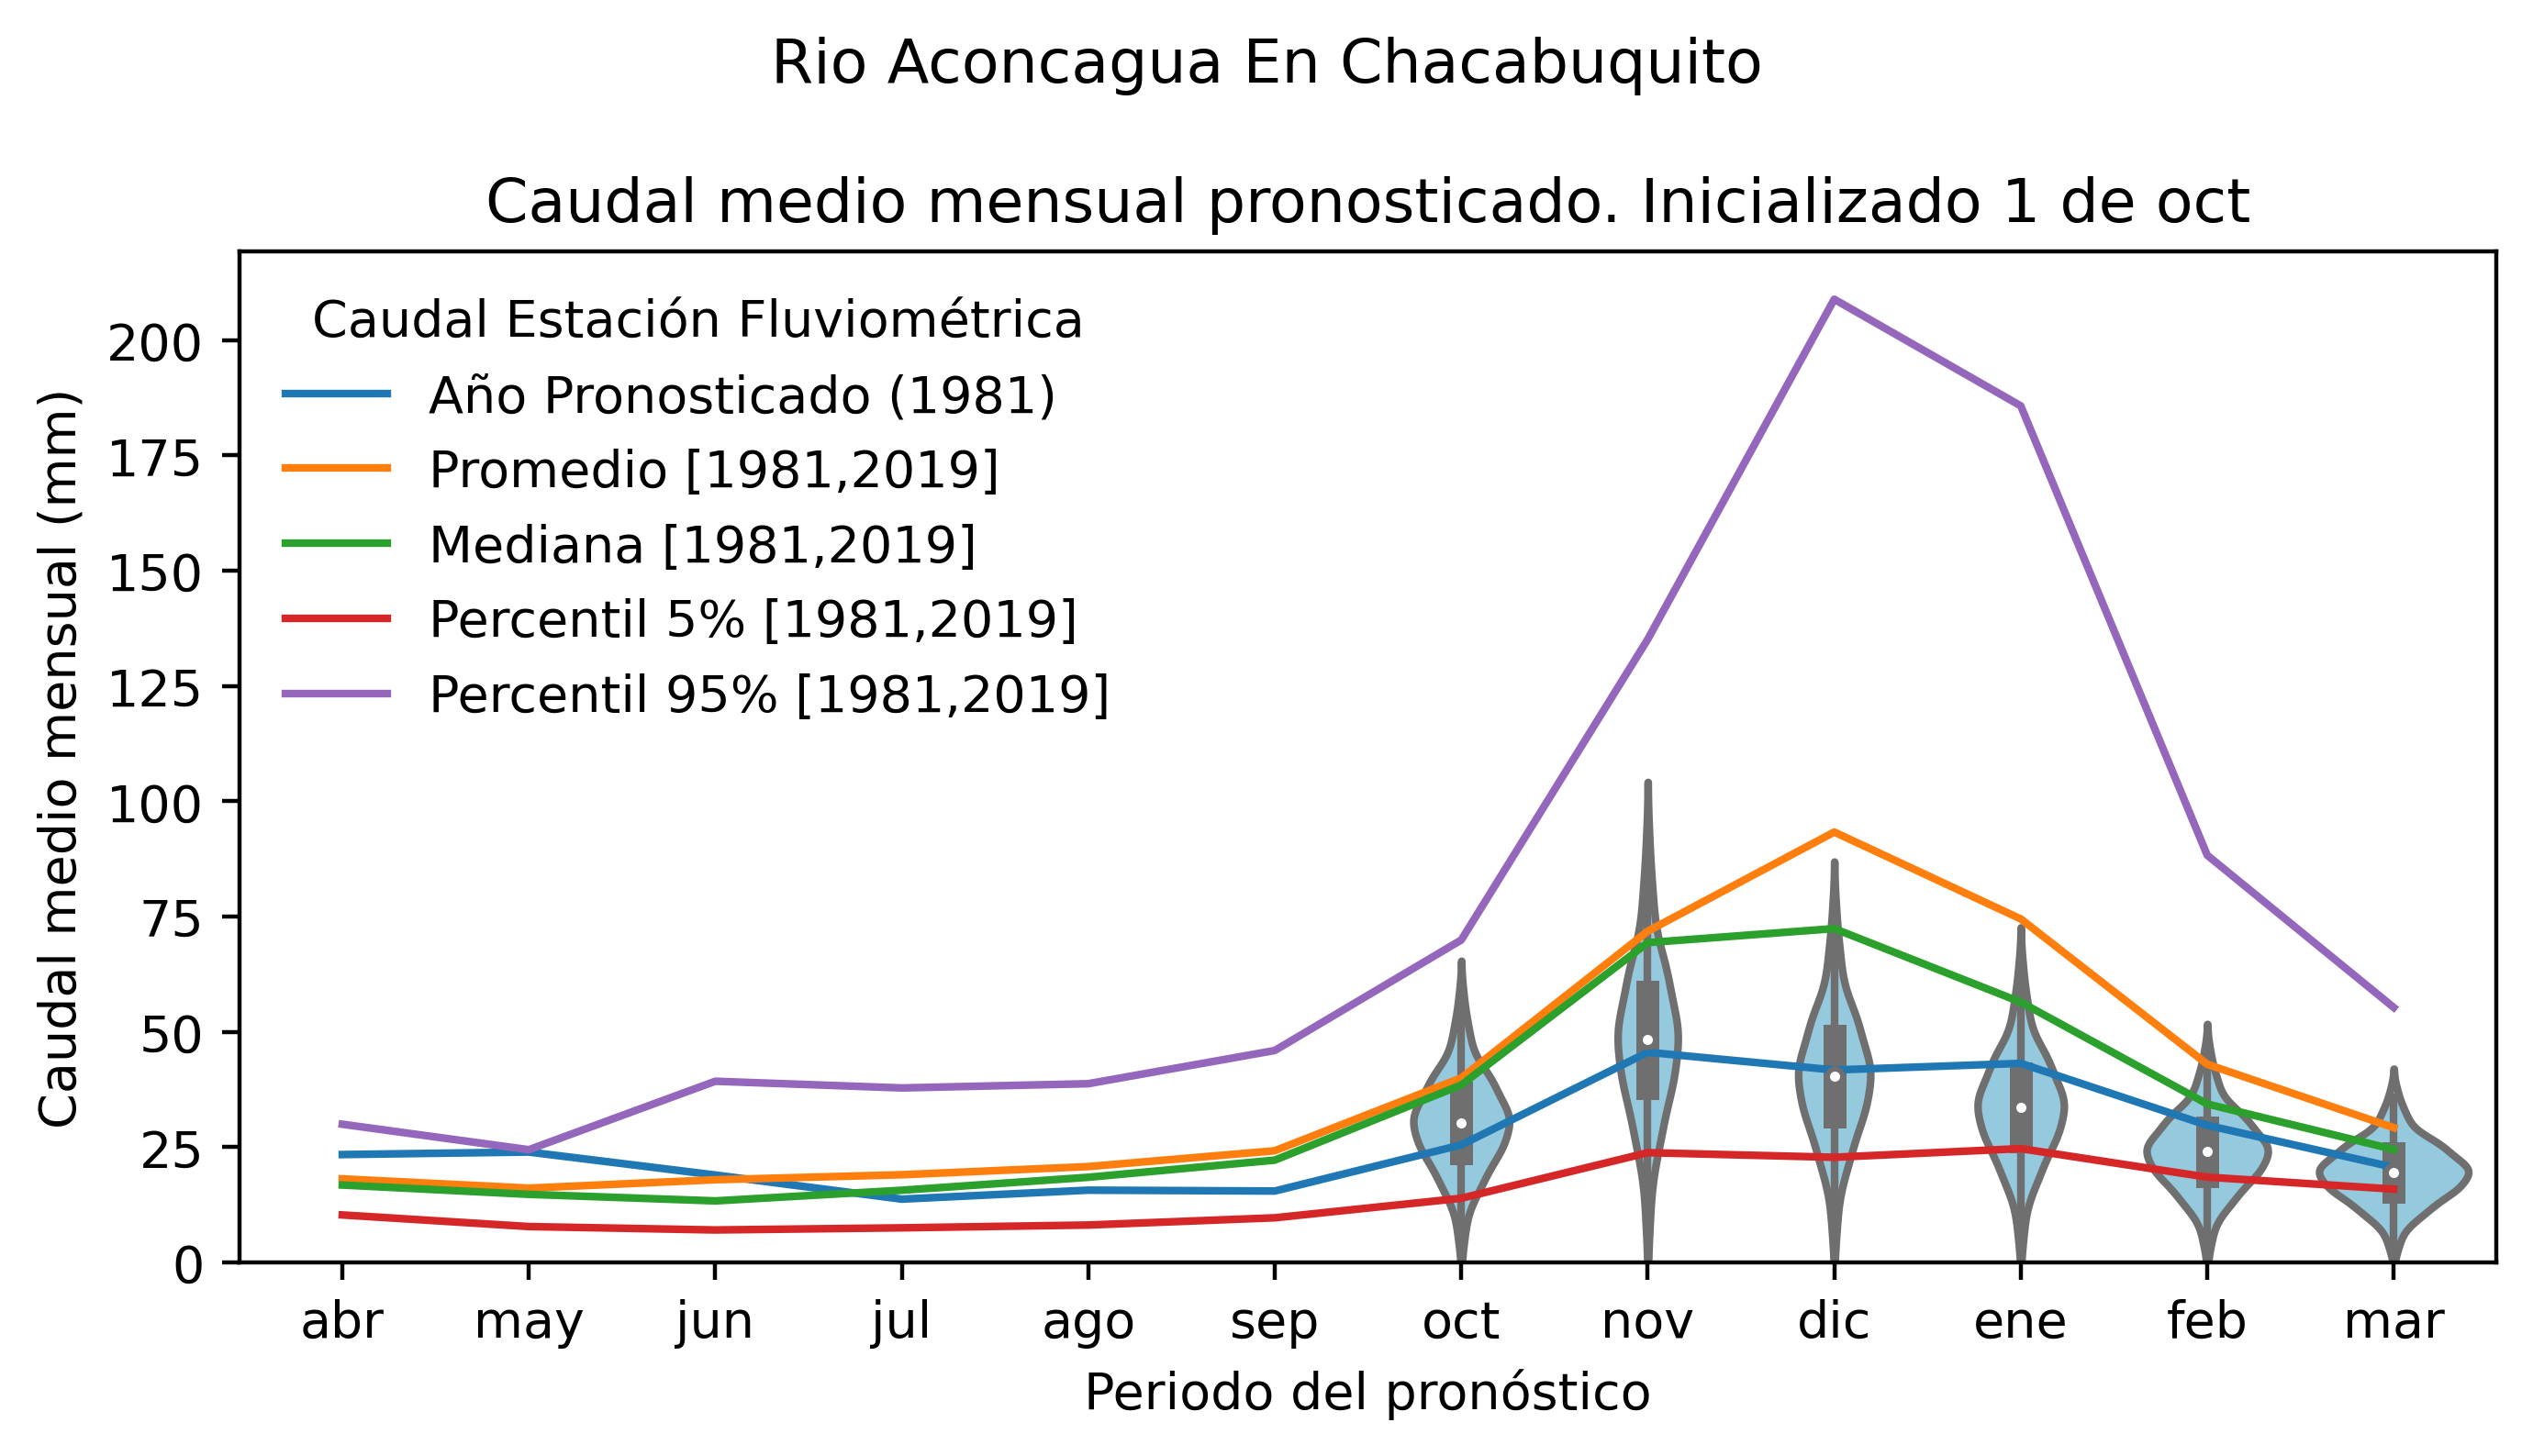 Rio Aconcagua En Chacabuquito
Caudal medio mensual pronosticado. Inicializado 1 de oct
Caudal medio mensual (mm)
200
175
150
125
100
75
50
25
0
Caudal Estación Fluviométrica
Año Pronosticado (1981)
Promedio [1981,2019]
Mediana [1981,2019]
Percentil 5% [1981,2019]
Percentil 95% [1981,2019]
abr may jun jul ago sep oct nov dic ene feb mar
Periodo del pronóstico